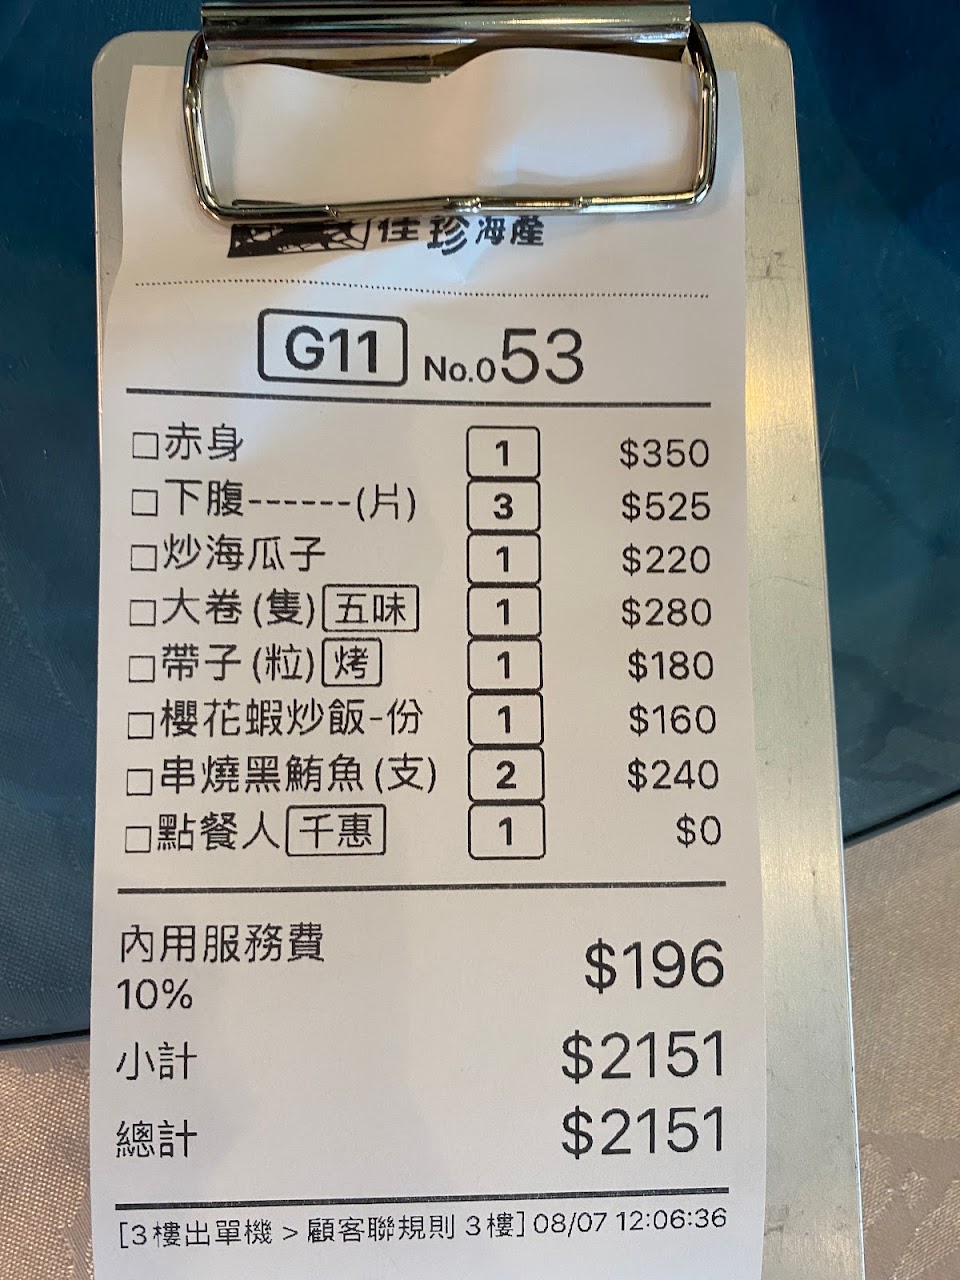 佳珍海產
G11 No.053
□赤身 1 $350
□下腹------(片) 3 $525
□炒海瓜子 1 $220
□大卷(隻) 五味 1 $280
□帶子(粒) 烤 1 $180
□櫻花蝦炒飯-份 1 $160
□串燒黑鮪魚(支) 2 $240
□點餐人 千惠 1 $0
內用服務費
10% $196
小計 $2151
總計 $2151
[3樓出單機 > 顧客聯規則 3樓] 08/07 12:06:36